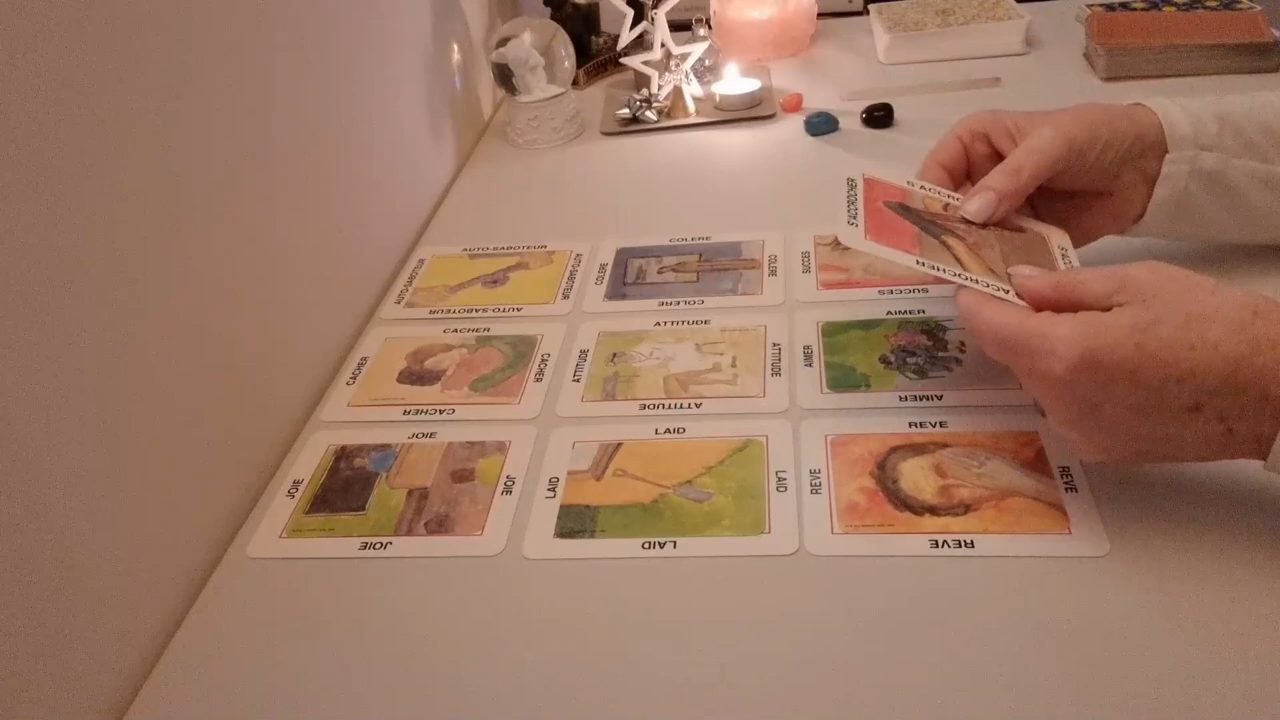 S'ACCROCHER
S'ACCRO
S'ACC
S'ACCROCHER
AUTO-SABOTEUR
AUTO-SABOTEUR
AUTO-SABOTEUR
AUTO-SABOTEUR
COLERE
COLERE
COLERE
COLERE
SUCCES
SUCCES
CACHER
CACHER
CACHER
CACHER
ATTITUDE
ATTITUDE
ATTITUDE
ATTITUDE
AIMER
AIMER
AIMER
JOIE
JOIE
JOIE
JOIE
LAID
LAID
LAID
LAID
REVE
REVE
REVE
REVE